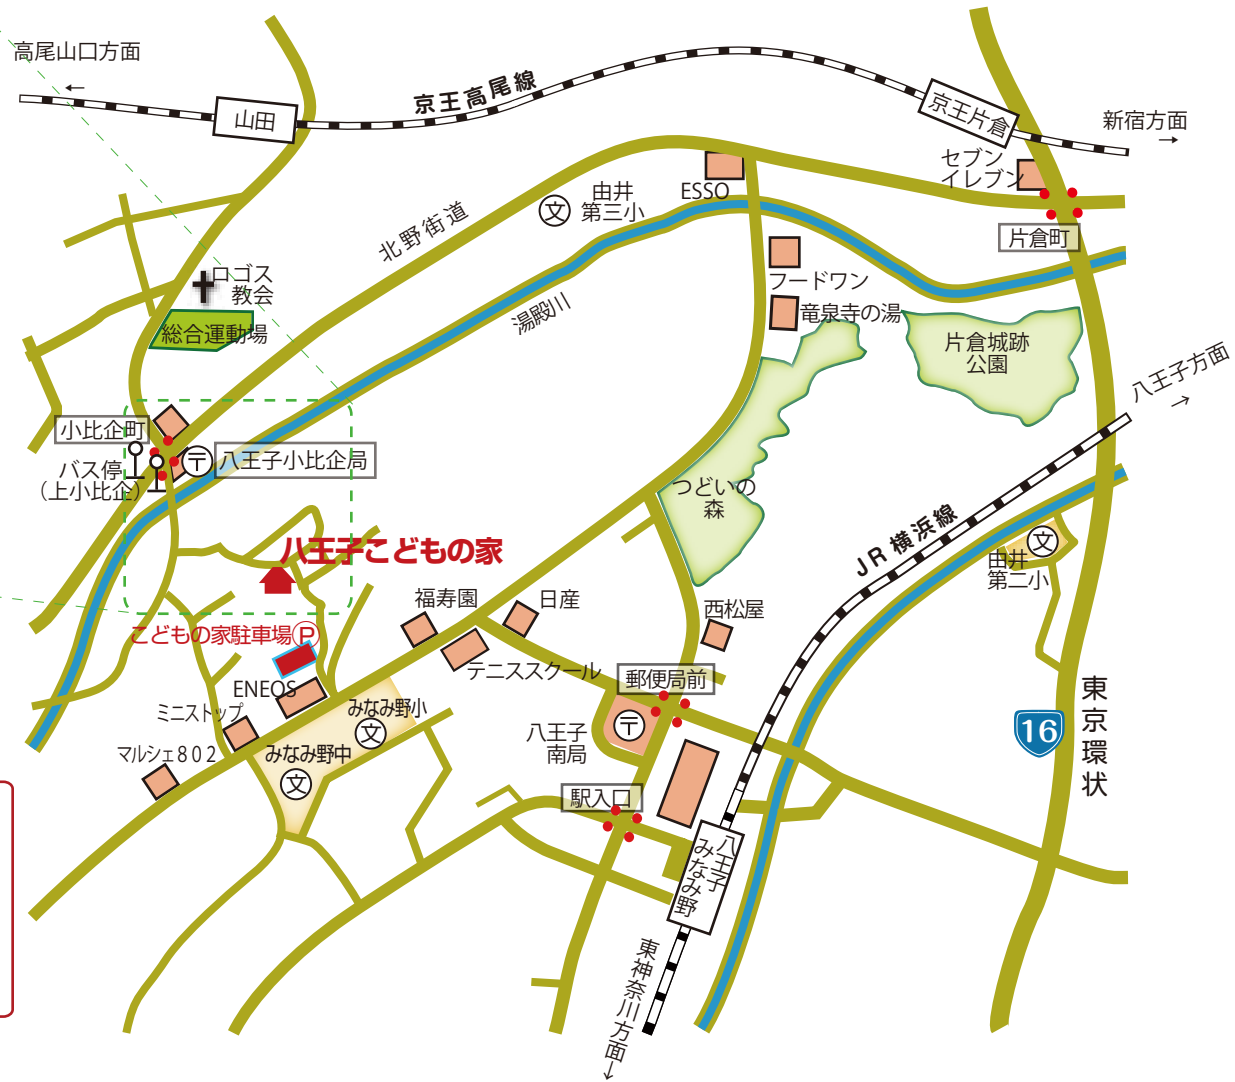 高尾山口方面
←
京王高尾線
山田
京王片倉
新宿方面
→
セブン
イレブン
ESSO
由井
第三小
文
北野街道
片倉町
ロゴス
教会
総合運動場
湯殿川
フードワン
竜泉寺の湯
片倉城跡
公園
八王子方面
→
小比企町
〒
八王子小比企局
バス停
(上小比企)
つどいの
森
JR横浜線
文
由井
第二小
八王子こどもの家
福寿園
日産
西松屋
こどもの家駐車場
P
テニススクール
郵便局前
ENEOS
ミニストップ
みなみ野小
文
マルシェ802
みなみ野中
文
八王子
南局
〒
駅入口
16
東京環状
八王子
みなみ野
東神奈川方面
↓